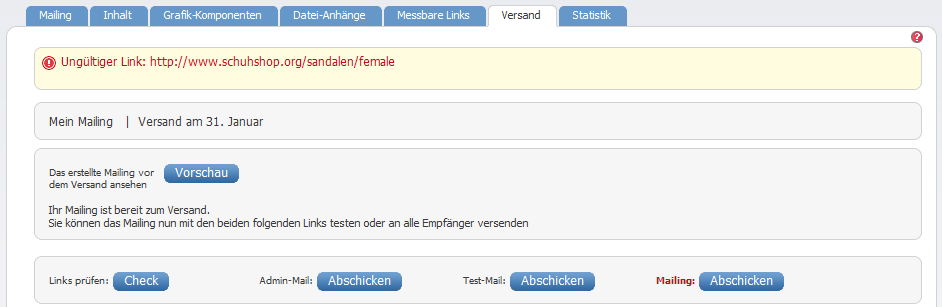 Mailing Inhalt Grafik-Komponenten Datei-Anhänge Messbare Links Versand Statistik
?
! Ungültiger Link: http://www.schuhshop.org/sandalen/female
Mein Mailing | Versand am 31. Januar
Das erstellte Mailing vor
dem Versand ansehen
Vorschau
Ihr Mailing ist bereit zum Versand.
Sie können das Mailing nun mit den beiden folgenden Links testen oder an alle Empfänger versenden
Links prüfen: Check Admin-Mail: Abschicken Test-Mail: Abschicken Mailing: Abschicken